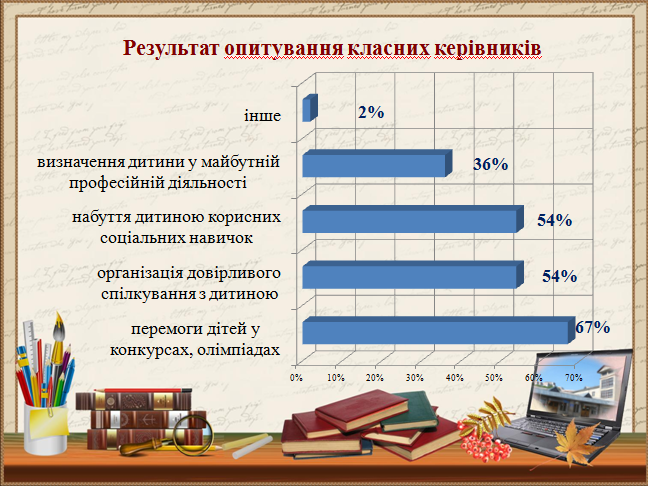 Результат опитування класних керівників
інше
2%
визначення дитини у майбутній
професійній діяльності
36%
набуття дитиною корисних
соціальних навичок
54%
організація довірливого
спілкування з дитиною
54%
перемоги дітей у
конкурсах, олімпіадах
67%
0% 10% 20% 30% 40% 50% 60% 70%